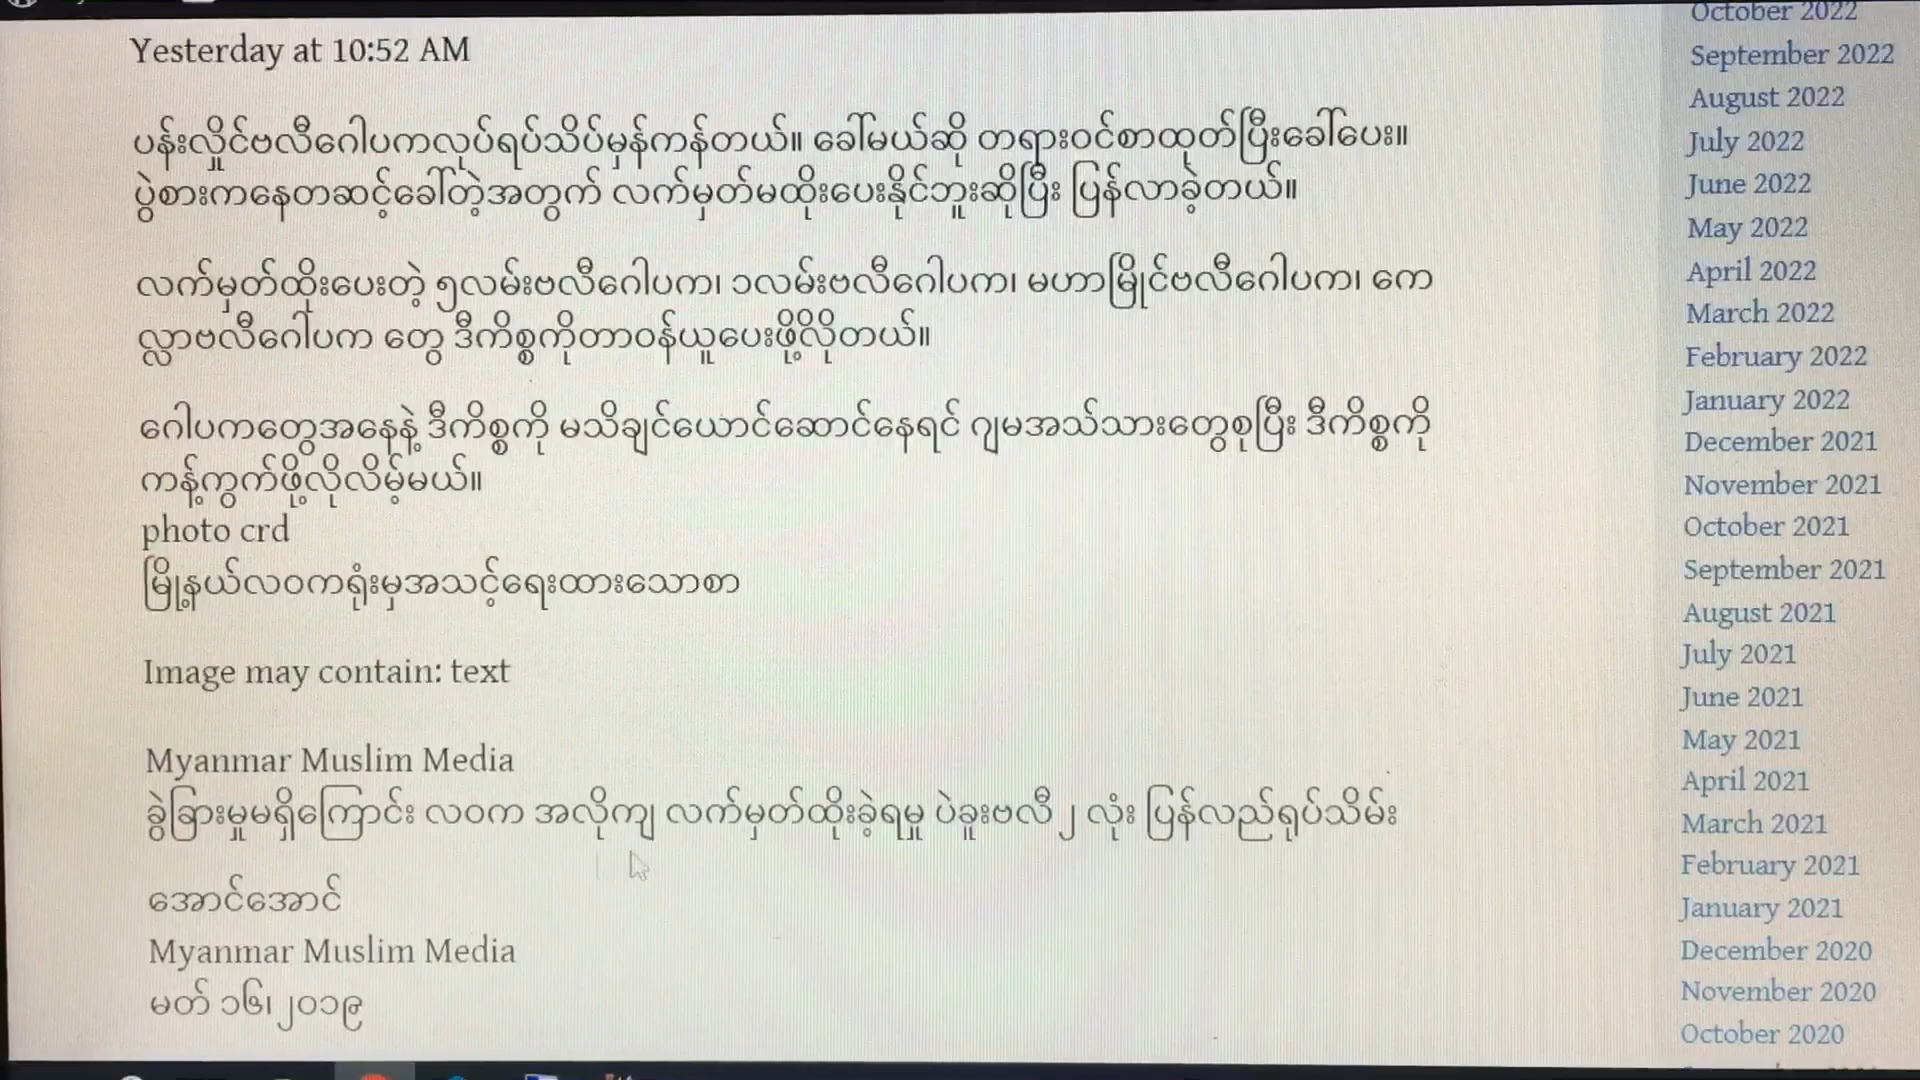 Yesterday at 10:52 AM
ပန်းလှိုင်ဗလီဂေါပကလုပ်ရပ်သိပ်မှန်ကန်တယ်။ ခေါ်မယ်ဆို တရားဝင်စာထုတ်ပြီးခေါ်ပေး။
ပွဲစားကနေတဆင့်ခေါ်တဲ့အတွက် လက်မှတ်မထိုးပေးနိုင်ဘူးဆိုပြီး ပြန်လာခဲ့တယ်။
လက်မှတ်ထိုးပေးတဲ့ ၅လမ်းဗလီဂေါပက၊ ၁လမ်းဗလီဂေါပက၊ မဟာမြိုင်ဗလီဂေါပက၊ ကေ
လ္လာဗလီဂေါပက တွေ ဒီကိစ္စကိုတာဝန်ယူပေးဖို့လိုတယ်။
ဂေါပကတွေအနေနဲ့ ဒီကိစ္စကို မသိချင်ယောင်ဆောင်နေရင် ဂျမအသ်သားတွေစုပြီး ဒီကိစ္စကို
ကန့်ကွက်ဖို့လိုလိမ့်မယ်။
photo crd
မြို့နယ်လဝကရုံးမှအသင့်ရေးထားသောစာ
Image may contain: text
Myanmar Muslim Media
ခွဲခြားမှုမရှိကြောင်း လဝက အလိုကျ လက်မှတ်ထိုးခဲ့ရမှု ပဲခူးဗလီ၂ လုံး ပြန်လည်ရုပ်သိမ်း
အောင်အောင်
Myanmar Muslim Media
မတ် ၁၆၊ ၂၀၁၉
October 2022
September 2022
August 2022
July 2022
June 2022
May 2022
April 2022
March 2022
February 2022
January 2022
December 2021
November 2021
October 2021
September 2021
August 2021
July 2021
June 2021
May 2021
April 2021
March 2021
February 2021
January 2021
December 2020
November 2020
October 2020